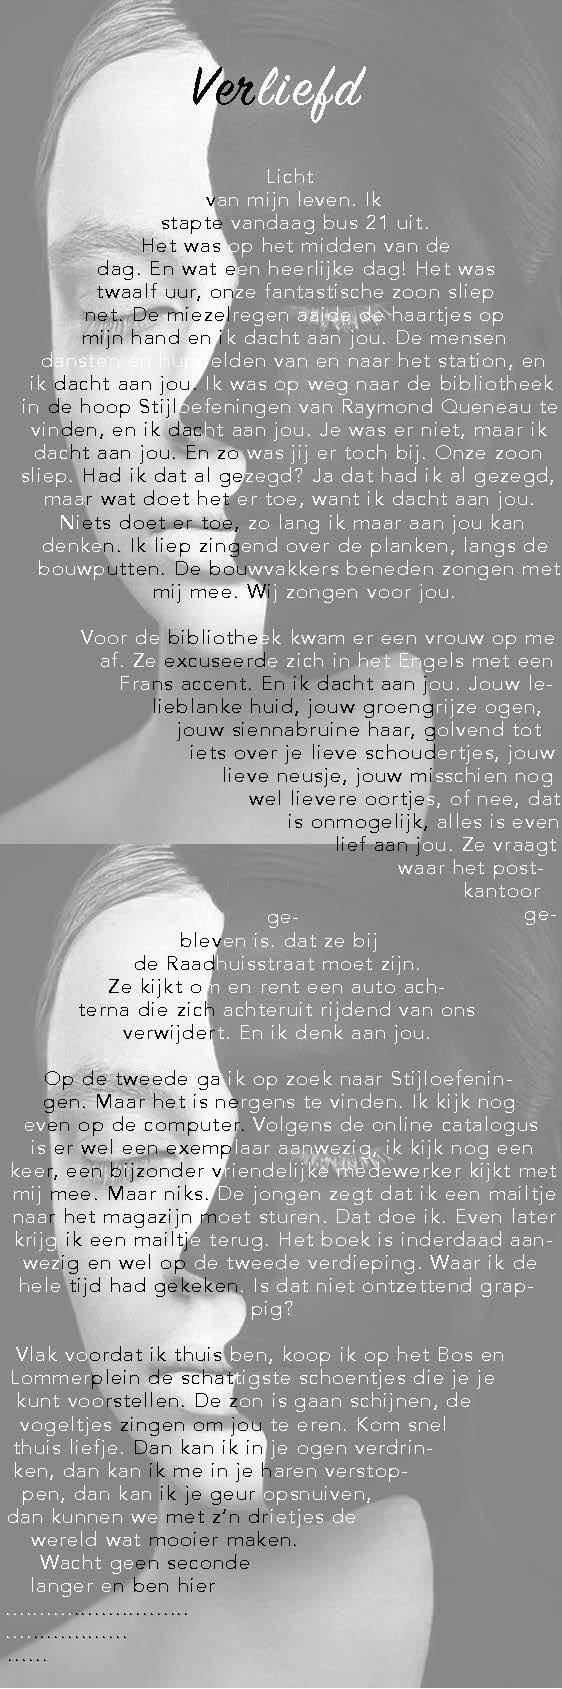 Verliefd
Licht
van mijn leven. Ik
stapte vandaag bus 21 uit.
Het was op het midden van de
dag. En wat een heerlijke dag! Het was
twaalf uur, onze fantastische zoon sliep
net. De miezelregen aaide de haartjes op
mijn hand en ik dacht aan jou. De mensen
dansten en huppelden van en naar het station, en
ik dacht aan jou. Ik was op weg naar de bibliotheek
in de hoop Stijloefeningen van Raymond Queneau te
vinden, en ik dacht aan jou. Je was er niet, maar ik
dacht aan jou. En zo was jij er toch bij. Onze zoon
sliep. Had ik dat al gezegd? Ja dat had ik al gezegd,
maar wat doet het er toe, want ik dacht aan jou.
Niets doet er toe, zo lang ik maar aan jou kan
denken. Ik liep zingend over de planken, langs de
bouwputten. De bouwvakkers beneden zongen met
mij mee. Wij zongen voor jou.
Voor de bibliotheek kwam er een vrouw op me
af. Ze excuseerde zich in het Engels met een
Frans accent. En ik dacht aan jou. Jouw le-
lieblanke huid, jouw groengrijze ogen,
jouw siennabruine haar, golvend tot
iets over je lieve schoudertjes, jouw
lieve neusje, jouw misschien nog
wel lievere oortjes, of nee, dat
is onmogelijk, alles is even
lief aan jou. Ze vraagt
waar het post-
kantoor
ge- ge-
bleven is. dat ze bij
de Raadhuisstraat moet zijn.
Ze kijkt om en rent een auto ach-
terna die zich achteruit rijdend van ons
verwijdert. En ik denk aan jou.
Op de tweede ga ik op zoek naar Stijloefenin-
gen. Maar het is nergens te vinden. Ik kijk nog
even op de computer. Volgens de online catalogus
is er wel een exemplaar aanwezig, ik kijk nog een
keer, een bijzonder vriendelijke medewerker kijkt met
mij mee. Maar niks. De jongen zegt dat ik een mailtje
naar het magazijn moet sturen. Dat doe ik. Even later
krijg ik een mailtje terug. Het boek is inderdaad aan-
wezig en wel op de tweede verdieping. Waar ik de
hele tijd had gekeken. Is dat niet ontzettend grap-
pig?
Vlak voordat ik thuis ben, koop ik op het Bos en
Lommerplein de schattigste schoentjes die je je
kunt voorstellen. De zon is gaan schijnen, de
vogeltjes zingen om jou te eren. Kom snel
thuis liefje. Dan kan ik in je ogen verdrin-
ken, dan kan ik me in je haren verstop-
pen, dan kan ik je geur opsnuiven,
dan kunnen we met z’n drietjes de
wereld wat mooier maken.
Wacht geen seconde
langer en ben hier
...............................
....................
......